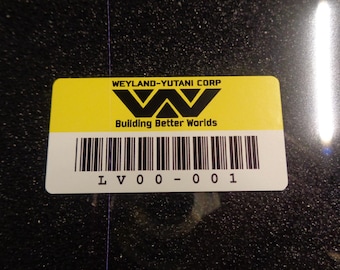 WEYLAND-YUTANI CORP
Building Better Worlds
LV00-001